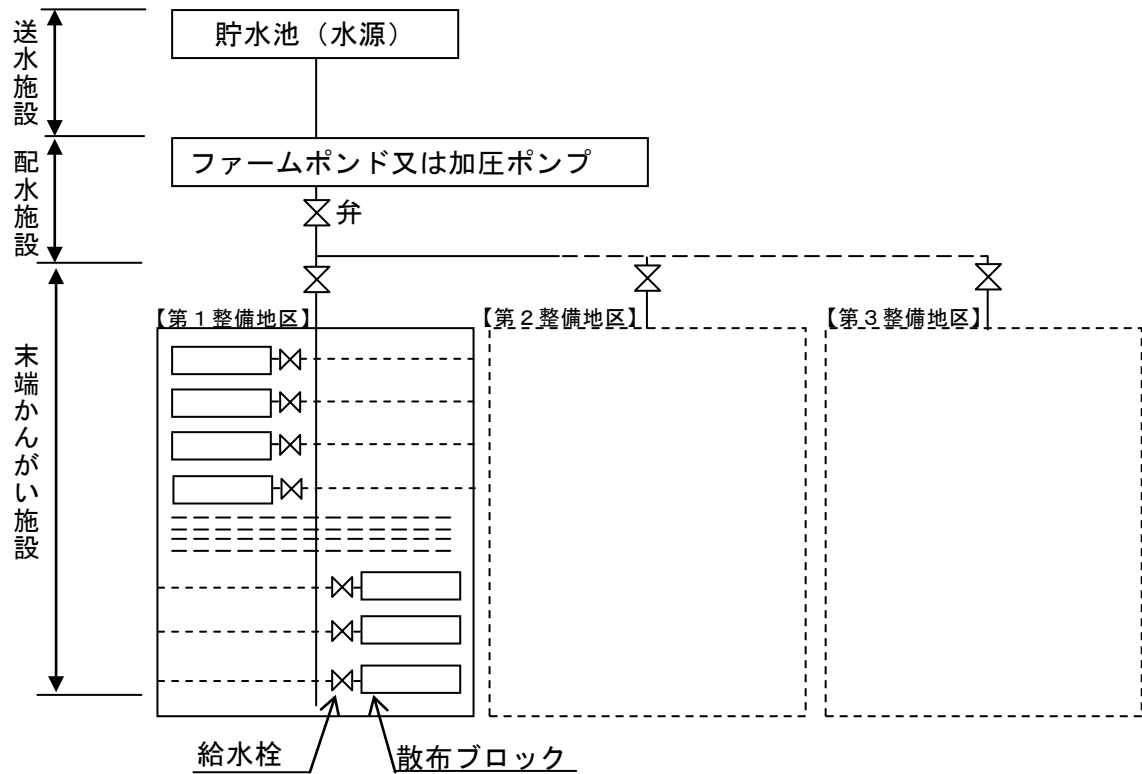 送水施設
貯水池（水源）
配水施設
ファームポンド又は加圧ポンプ
弁
末端かんがい施設
【第１整備地区】
【第２整備地区】
【第３整備地区】
給水栓
散布ブロック